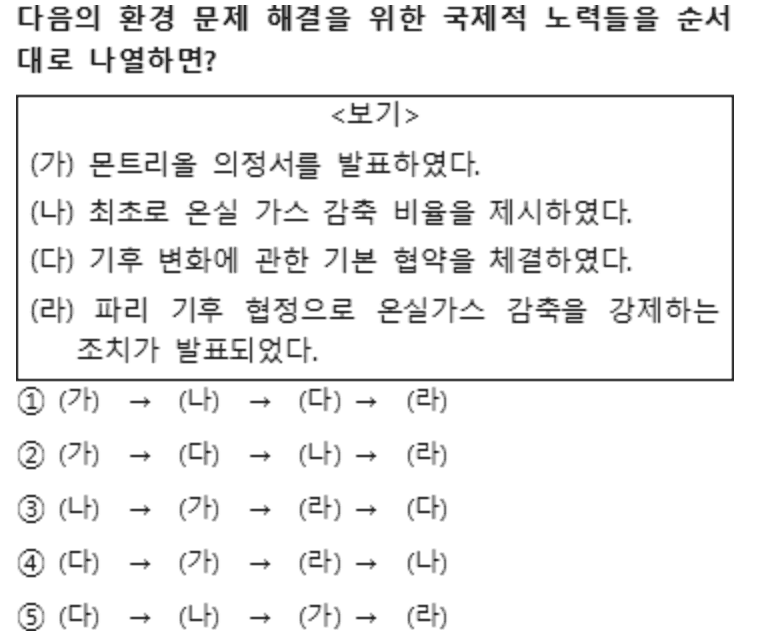 다음의 환경 문제 해결을 위한 국제적 노력들을 순서
대로 나열하면?
<보기>
(가) 몬트리올 의정서를 발표하였다.
(나) 최초로 온실 가스 감축 비율을 제시하였다.
(다) 기후 변화에 관한 기본 협약을 체결하였다.
(라) 파리 기후 협정으로 온실가스 감축을 강제하는
조치가 발표되었다.
① (가) → (나) → (다) → (라)
② (가) → (다) → (나) → (라)
③ (나) → (가) → (라) → (다)
④ (다) → (가) → (라) → (나)
⑤ (다) → (나) → (가) → (라)